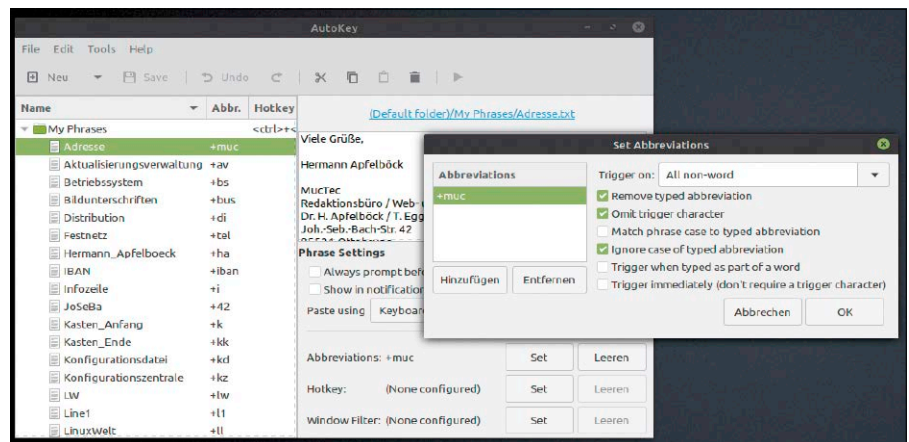 AutoKey
File Edit Tools Help
Neu Save Undo
Name Abbr. Hotkey
My Phrases <ctrl>+<
Adresse +muc
Aktualisierungsverwaltung +av
Betriebssystem +bs
Bildunterschriften +bus
Distribution +di
Festnetz +tel
Hermann_Apfelboeck +ha
IBAN +iban
Infozeile +i
JoSeBa +42
Kasten_Anfang +k
Kasten_Ende +kk
Konfigurationsdatei +kd
Konfigurationszentrale +kz
LW +lw
Line1 +l1
LinuxWelt +ll
(Default folder)/My Phrases/Adresse.txt
Viele Grüße,
Hermann Apfelböck
MucTec
Redaktionsbüro / Web-
Dr. H. Apfelböck / T. Egg
Joh.-Seb.-Bach-Str. 42
Phrase Settings
Always prompt bef
Show in notification
Paste using Keyboar
Abbreviations: +muc Set Leeren
Hotkey: (None configured) Set Leeren
Window Filter: (None configured) Set Leeren
Set Abbreviations
Abbreviations
+muc
Hinzufügen Entfernen
Trigger on: All non-word
Remove typed abbreviation
Omit trigger character
Match phrase case to typed abbreviation
Ignore case of typed abbreviation
Trigger when typed as part of a word
Trigger immediately (don't require a trigger character)
Abbrechen OK